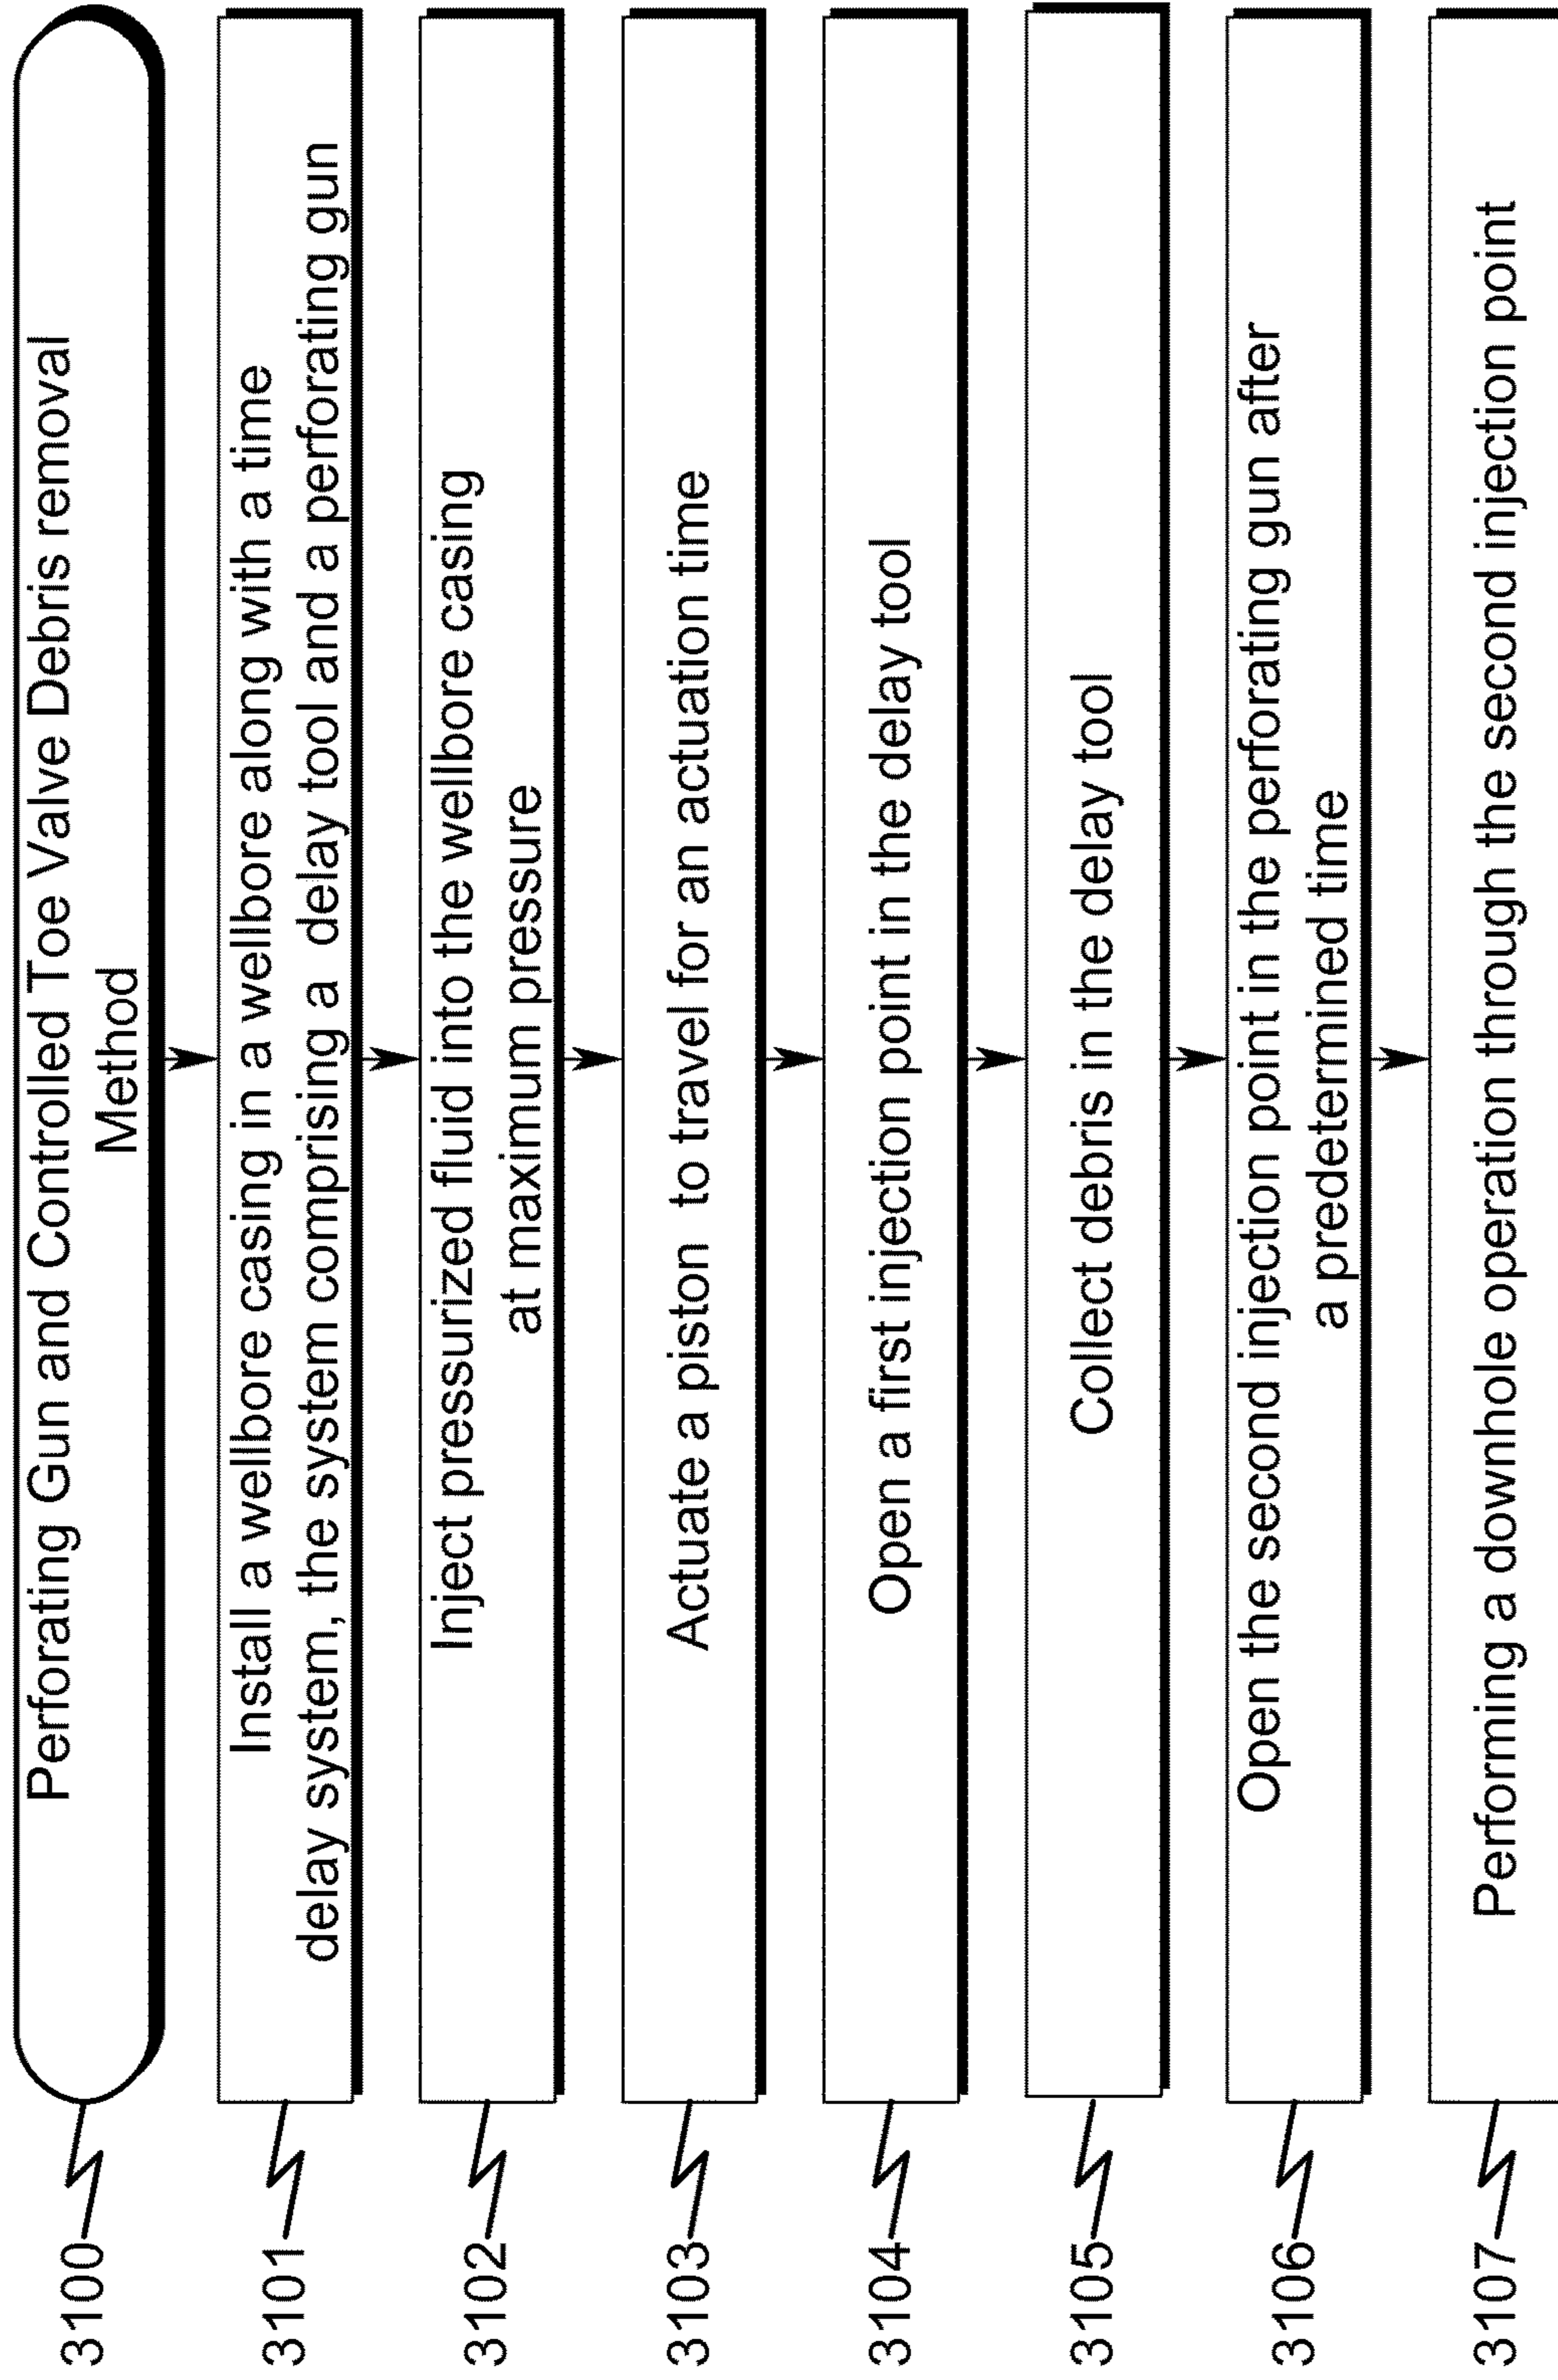 Perforating Gun and Controlled Toe Valve Debris removal
Method
3100
Install a wellbore casing in a wellbore along with a time
delay system, the system comprising a delay tool and a perforating gun
3101
Inject pressurized fluid into the wellbore casing
at maximum pressure
3102
Actuate a piston to travel for an actuation time
3103
Open a first injection point in the delay tool
3104
Collect debris in the delay tool
3105
Open the second injection point in the perforating gun after
a predetermined time
3106
Performing a downhole operation through the second injection point
3107